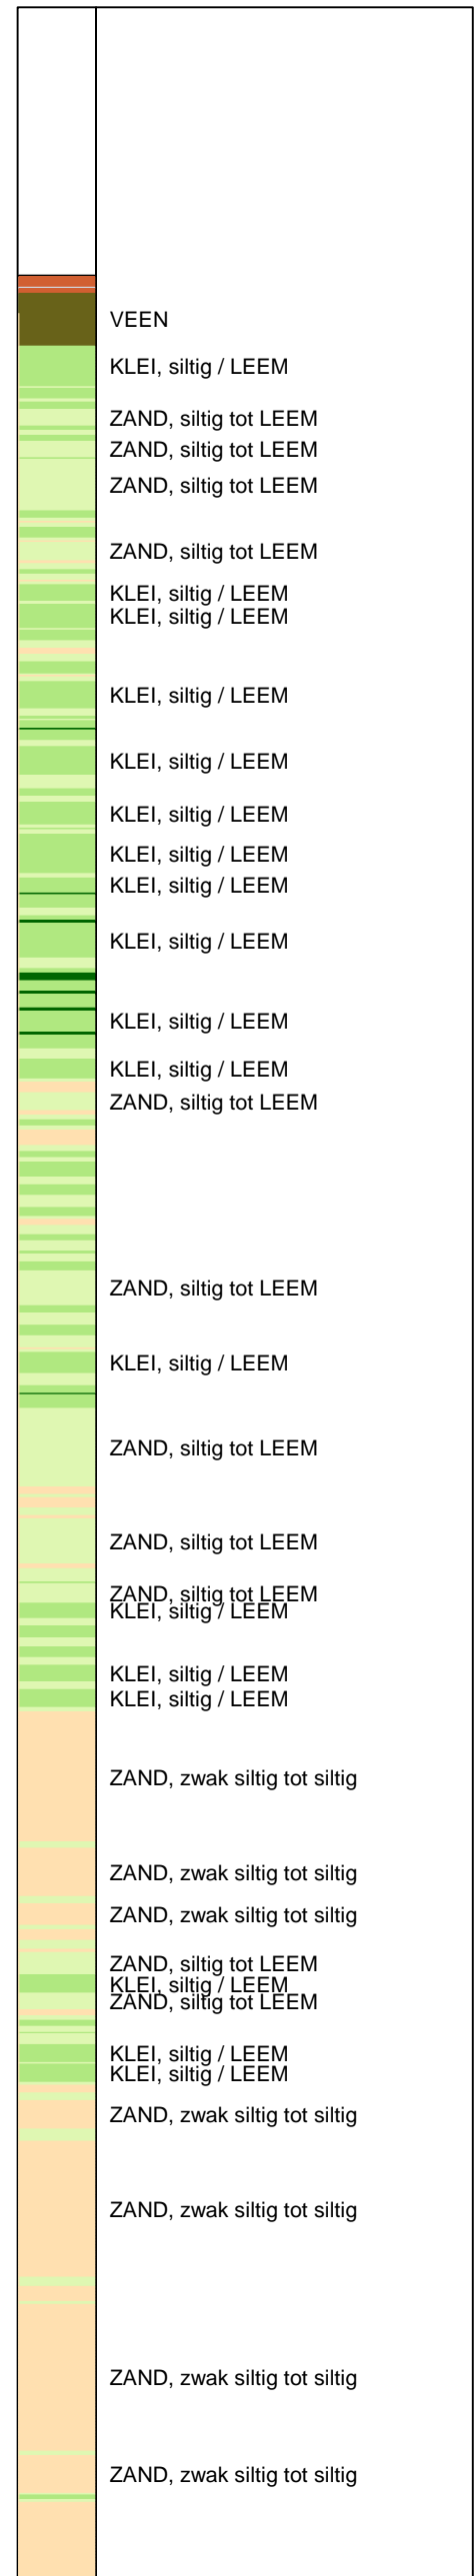 VEEN
KLEI, siltig / LEEM
ZAND, siltig tot LEEM
ZAND, siltig tot LEEM
ZAND, siltig tot LEEM
ZAND, siltig tot LEEM
KLEI, siltig / LEEM
KLEI, siltig / LEEM
KLEI, siltig / LEEM
KLEI, siltig / LEEM
KLEI, siltig / LEEM
KLEI, siltig / LEEM
KLEI, siltig / LEEM
KLEI, siltig / LEEM
KLEI, siltig / LEEM
KLEI, siltig / LEEM
ZAND, siltig tot LEEM
ZAND, siltig tot LEEM
KLEI, siltig / LEEM
ZAND, siltig tot LEEM
ZAND, siltig tot LEEM
ZAND, siltig tot LEEM
KLEI, siltig / LEEM
KLEI, siltig / LEEM
KLEI, siltig / LEEM
ZAND, zwak siltig tot siltig
ZAND, zwak siltig tot siltig
ZAND, zwak siltig tot siltig
ZAND, siltig tot LEEM
KLEI, siltig / LEEM
ZAND, siltig tot LEEM
KLEI, siltig / LEEM
KLEI, siltig / LEEM
ZAND, zwak siltig tot siltig
ZAND, zwak siltig tot siltig
ZAND, zwak siltig tot siltig
ZAND, zwak siltig tot siltig